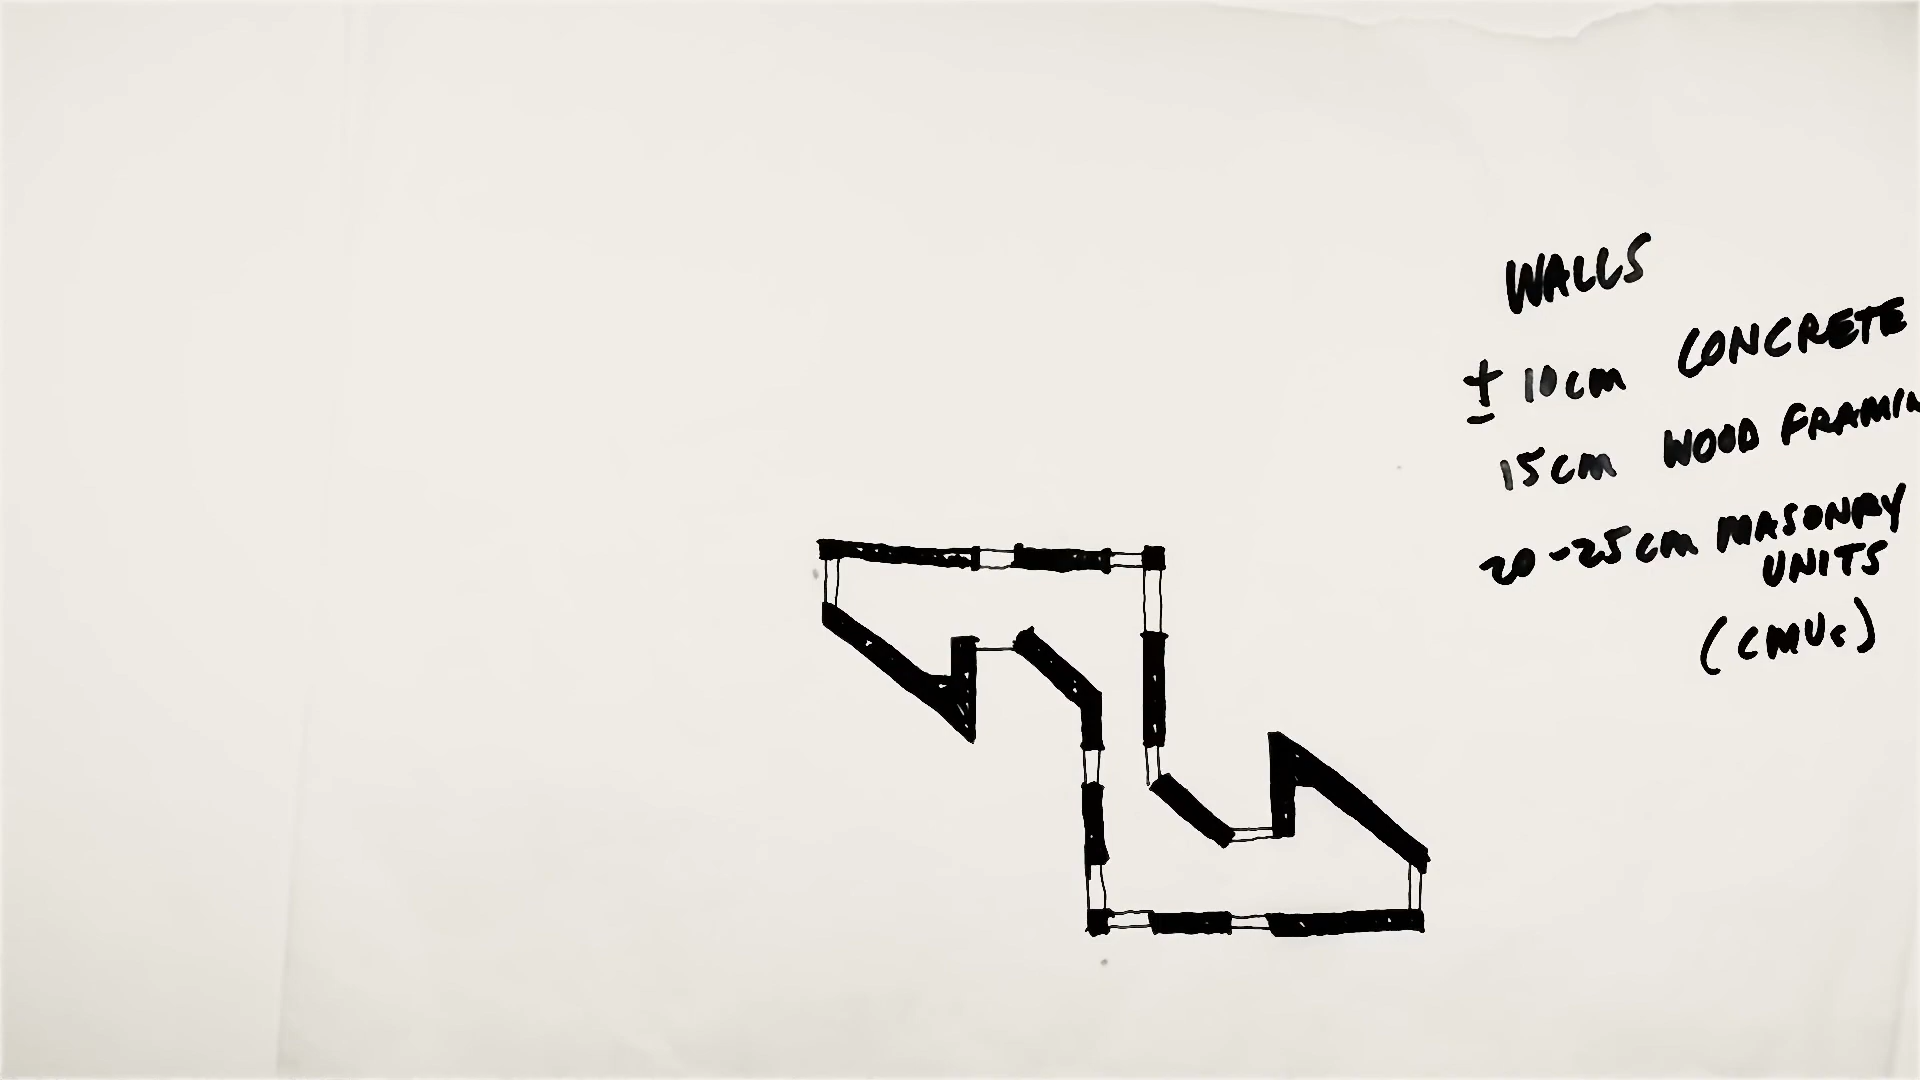 WALLS
± 10cm CONCRETE
15cm WOOD FRAMIN
20-25cm MASONRY
UNITS
(CMUs)